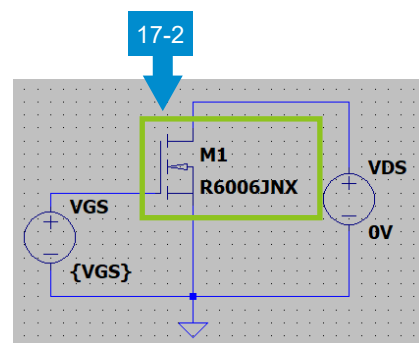 17-2
M1
R6006JNX
VDS
0V
VGS
{VGS}